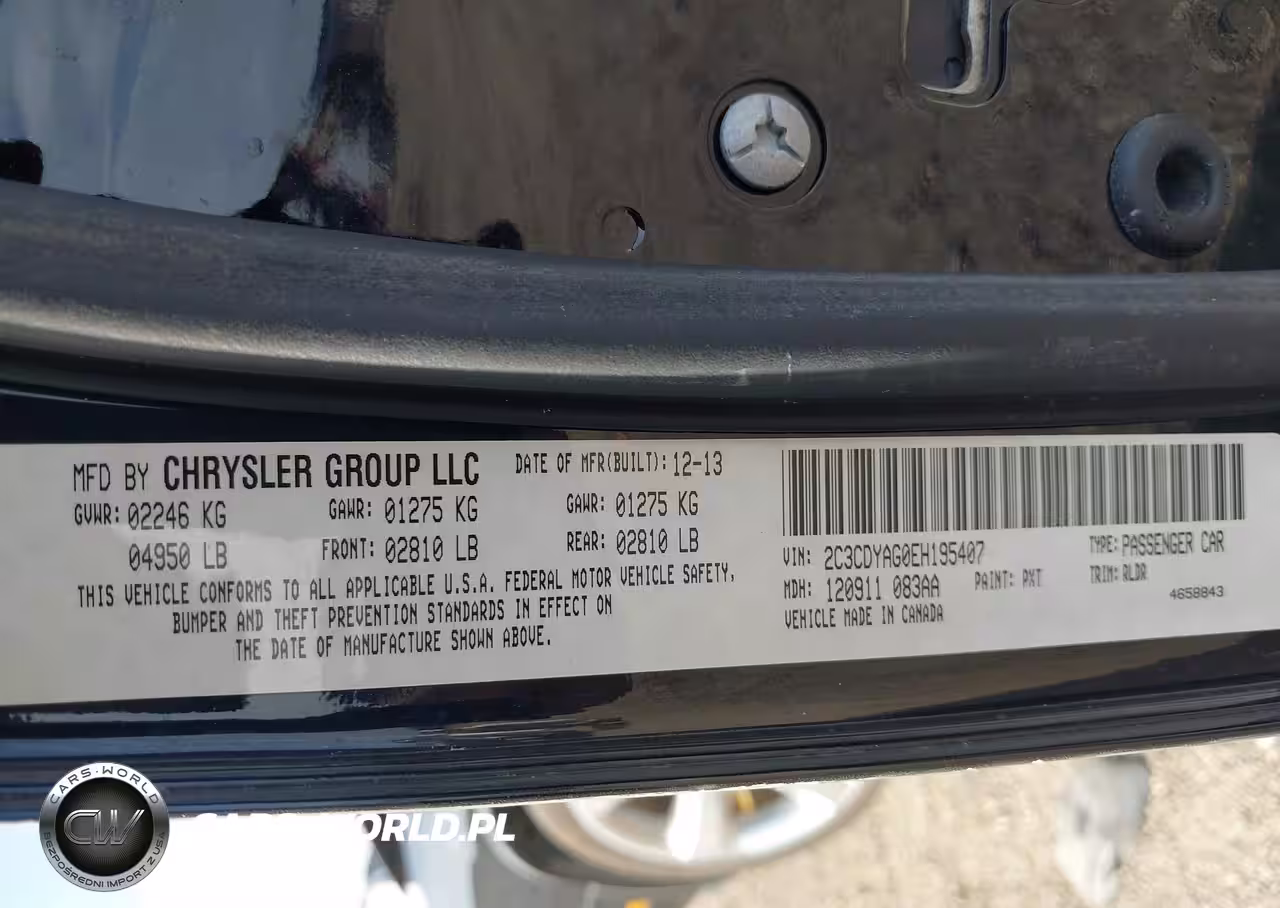 MFD BY CHRYSLER GROUP LLC DATE OF MFR(BUILT): 12-13
GVWR: 02246 KG GAWR: 01275 KG GAWR: 01275 KG
04950 LB FRONT: 02810 LB REAR: 02810 LB
THIS VEHICLE CONFORMS TO ALL APPLICABLE U.S.A. FEDERAL MOTOR VEHICLE SAFETY,
BUMPER AND THEFT PREVENTION STANDARDS IN EFFECT ON
THE DATE OF MANUFACTURE SHOWN ABOVE.
VIN: 2C3CDYAG0EH195407 TYPE: PASSENGER CAR
MDH: 120911 083AA PAINT: PXT TRIM: RLDR
VEHICLE MADE IN CANADA 4658843
CARS-WORLD
CW
BEZPOŚREDNI IMPORT Z USA
CARS-WORLD.PL